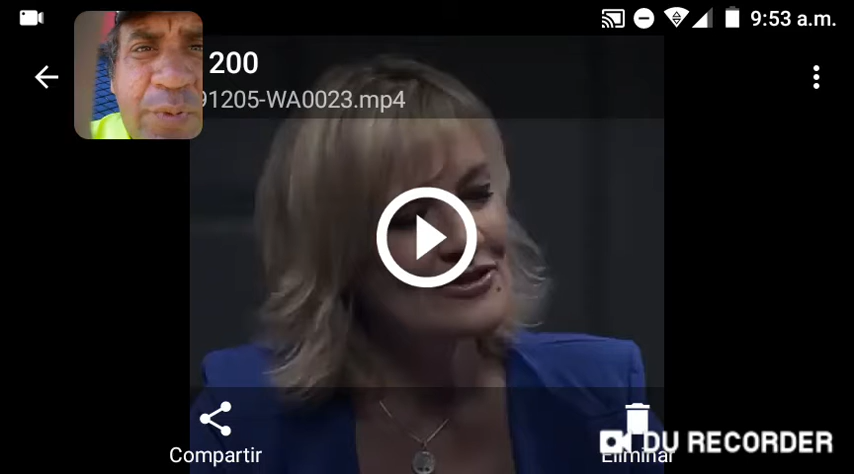 9:53 a.m.
200
91205-WA0023.mp4
Compartir
Eliminar
DU RECORDER